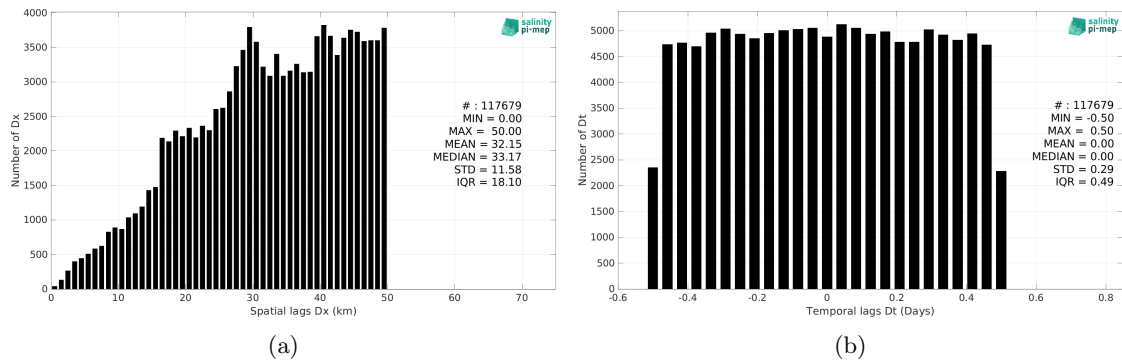 4000
3500
3000
2500
2000
1500
1000
500
0
Number of Dx
0
10
20
30
40
50
60
70
Spatial lags Dx (km)
salinity
pi-mep
# : 117679
MIN = 0.00
MAX = 50.00
MEAN = 32.15
MEDIAN = 33.17
STD = 11.58
IQR = 18.10
(a)
5000
4500
4000
3500
3000
2500
2000
1500
1000
500
0
Number of Dt
-0.6
-0.4
-0.2
0
0.2
0.4
0.6
0.8
Temporal lags Dt (Days)
salinity
pi-mep
# : 117679
MIN = -0.50
MAX = 0.50
MEAN = 0.00
MEDIAN = 0.00
STD = 0.29
IQR = 0.49
(b)